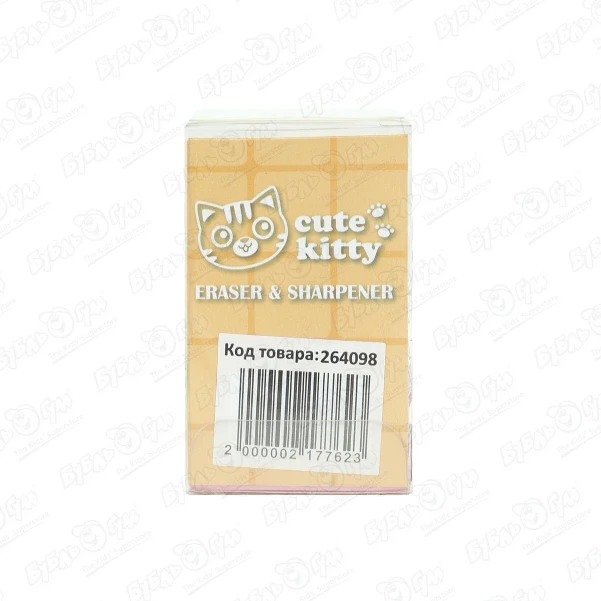 cute
kitty
ERASER & SHARPENER
Код товара:264098
2 000002 177623